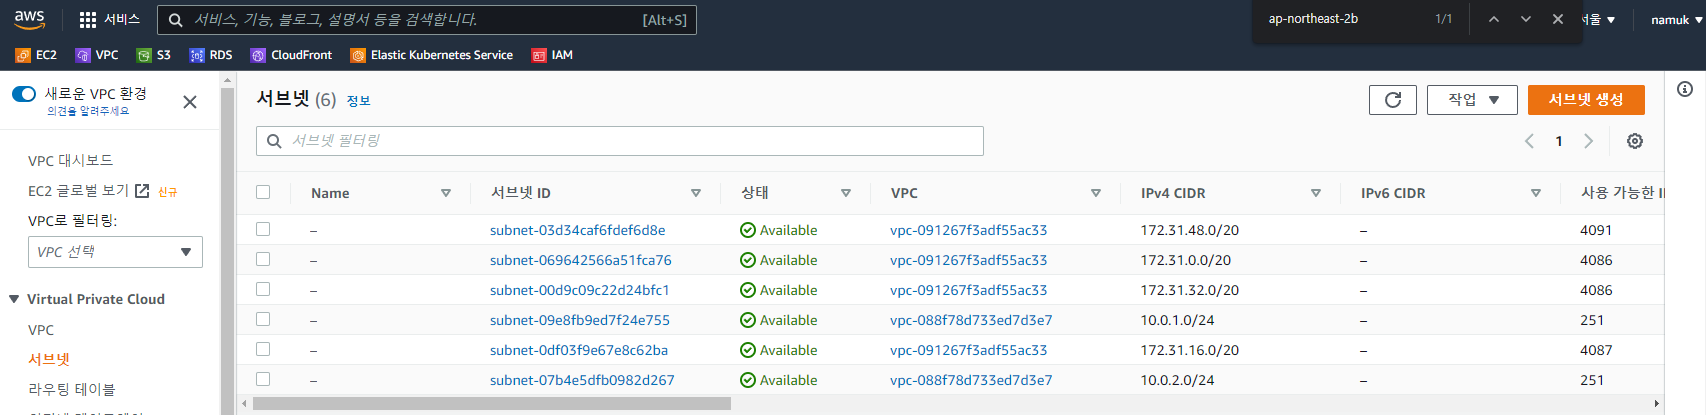 aws 서비스 서비스, 기능, 블로그, 설명서 등을 검색합니다. [Alt+S] ap-northeast-2b 1/1 서울 namuk
EC2 VPC S3 RDS CloudFront Elastic Kubernetes Service IAM
새로운 VPC 환경
의견을 알려주세요
VPC 대시보드
EC2 글로벌 보기 신규
VPC로 필터링:
VPC 선택
Virtual Private Cloud
VPC
서브넷
라우팅 테이블
서브넷 (6) 정보 작업 서브넷 생성
서브넷 필터링 1
Name 서브넷 ID 상태 VPC IPv4 CIDR IPv6 CIDR 사용 가능한
– subnet-03d34caf6fdef6d8e Available vpc-091267f3adf55ac33 172.31.48.0/20 – 4091
– subnet-069642566a51fca76 Available vpc-091267f3adf55ac33 172.31.0.0/20 – 4086
– subnet-00d9c09c22d24bfc1 Available vpc-091267f3adf55ac33 172.31.32.0/20 – 4086
– subnet-09e8fb9ed7f24e755 Available vpc-088f78d733ed7d3e7 10.0.1.0/24 – 251
– subnet-0df03f9e67e8c62ba Available vpc-091267f3adf55ac33 172.31.16.0/20 – 4087
– subnet-07b4e5dfb0982d267 Available vpc-088f78d733ed7d3e7 10.0.2.0/24 – 251